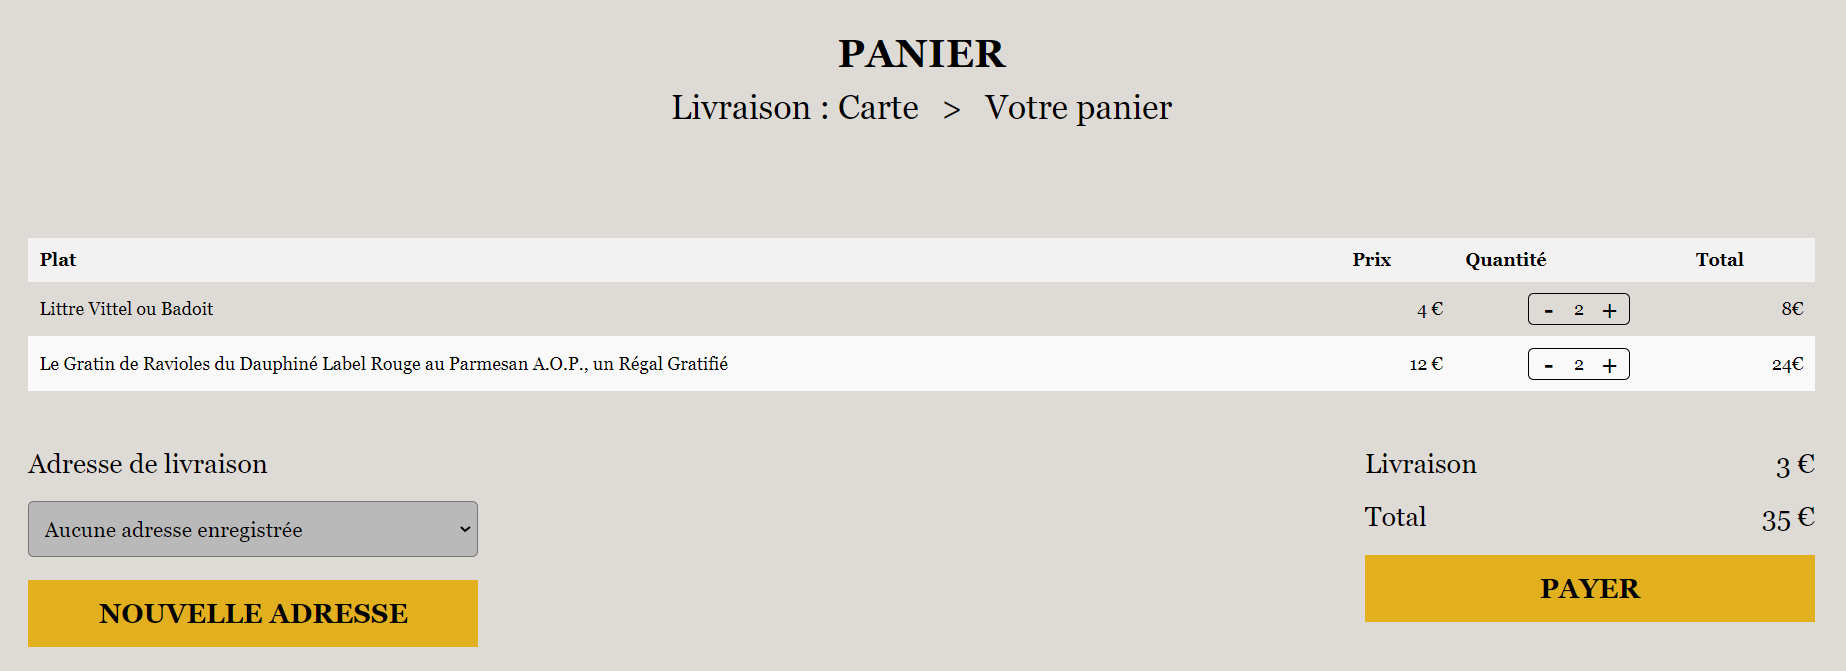 PANIER
Livraison : Carte > Votre panier
Plat Prix Quantité Total
Littre Vittel ou Badoit 4 € - 2 + 8€
Le Gratin de Ravioles du Dauphiné Label Rouge au Parmesan A.O.P., un Régal Gratifié 12 € - 2 + 24€
Adresse de livraison
Aucune adresse enregistrée
NOUVELLE ADRESSE
Livraison 3 €
Total 35 €
PAYER